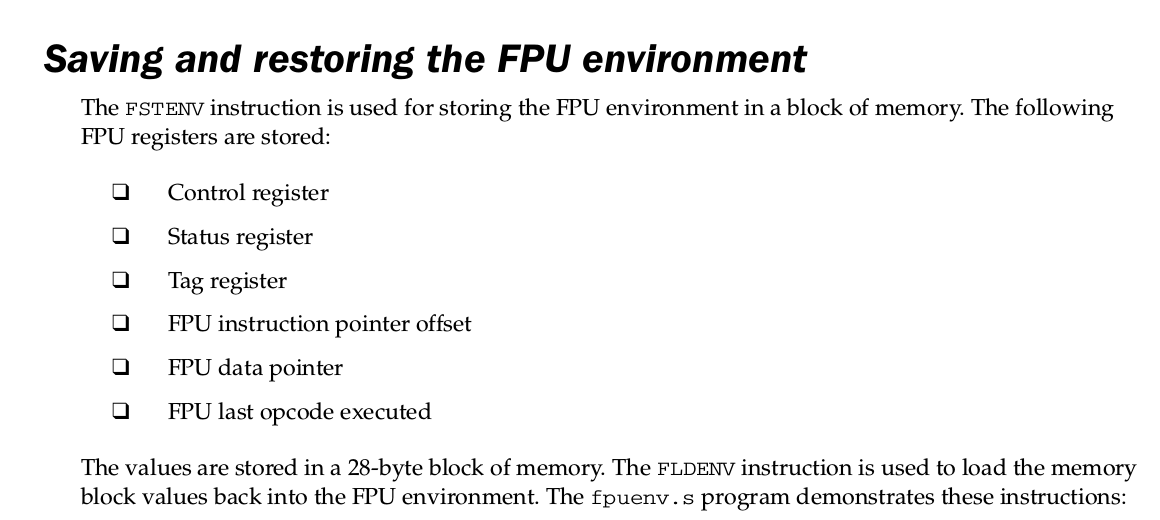 Saving and restoring the FPU environment
The FSTENV instruction is used for storing the FPU environment in a block of memory. The following
FPU registers are stored:
❑ Control register
❑ Status register
❑ Tag register
❑ FPU instruction pointer offset
❑ FPU data pointer
❑ FPU last opcode executed
The values are stored in a 28-byte block of memory. The FLDENV instruction is used to load the memory
block values back into the FPU environment. The fpuenv.s program demonstrates these instructions: